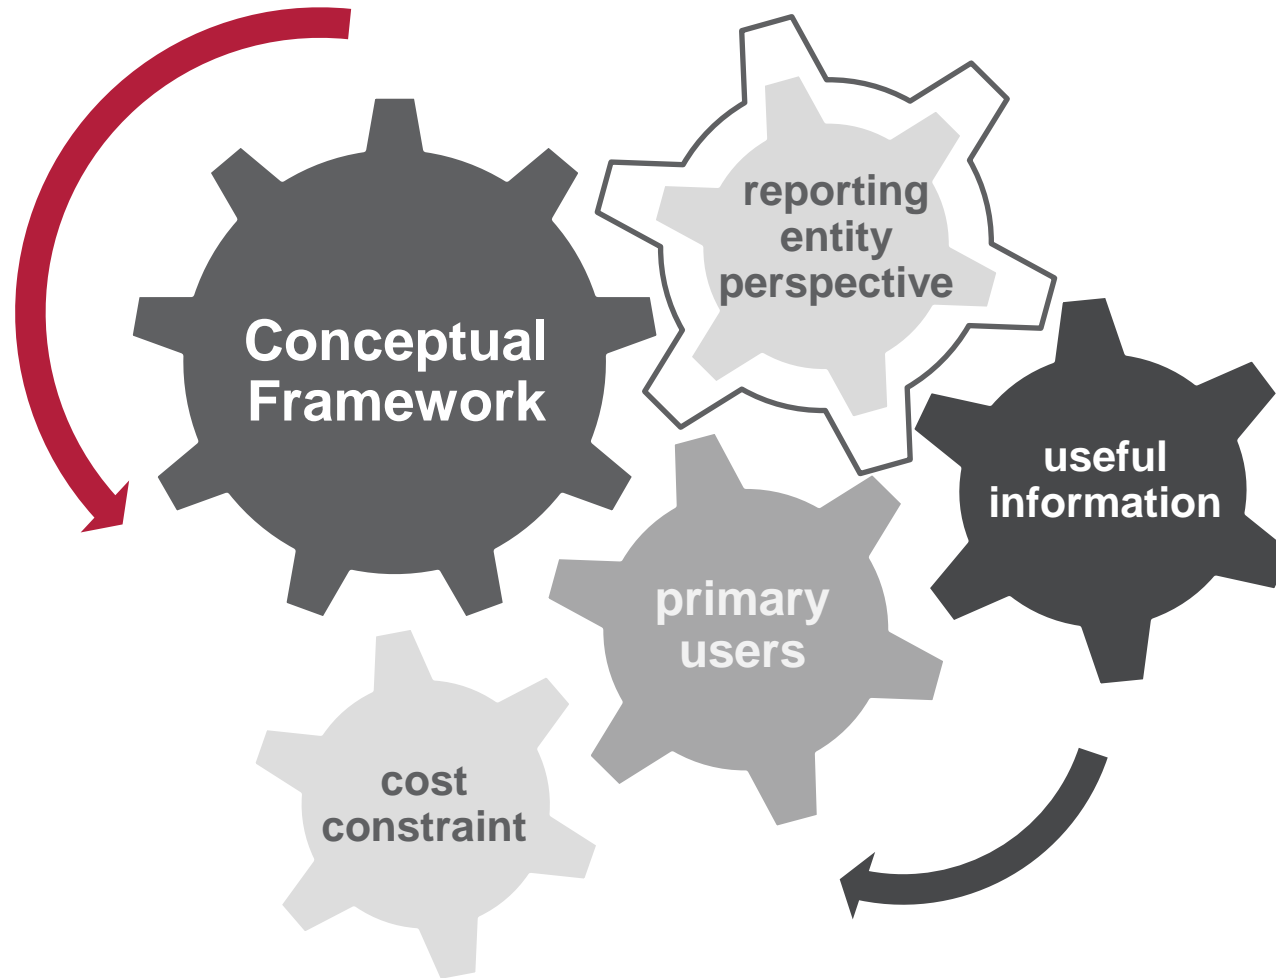 Conceptual
Framework
reporting
entity
perspective
useful
information
primary
users
cost
constraint